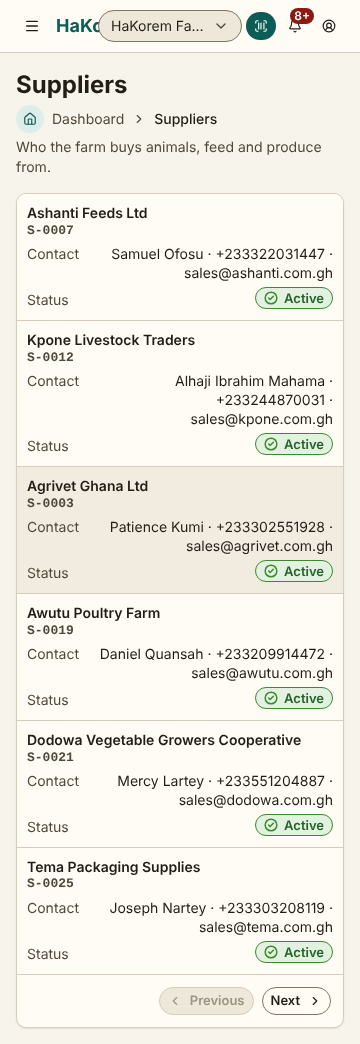 HaKo
HaKorem Fa...
8+
Suppliers
Dashboard
Suppliers
Who the farm buys animals, feed and produce
from.
Ashanti Feeds Ltd
S-0007
Contact
Samuel Ofosu · +233322031447 ·
sales@ashanti.com.gh
Status
Active
Kpone Livestock Traders
S-0012
Contact
Alhaji Ibrahim Mahama ·
+233244870031 ·
sales@kpone.com.gh
Status
Active
Agrivet Ghana Ltd
S-0003
Contact
Patience Kumi · +233302551928 ·
sales@agrivet.com.gh
Status
Active
Awutu Poultry Farm
S-0019
Contact
Daniel Quansah · +233209914472 ·
sales@awutu.com.gh
Status
Active
Dodowa Vegetable Growers Cooperative
S-0021
Contact
Mercy Lartey · +233551204887 ·
sales@dodowa.com.gh
Status
Active
Tema Packaging Supplies
S-0025
Contact
Joseph Nartey · +233303208119 ·
sales@tema.com.gh
Status
Active
Previous
Next